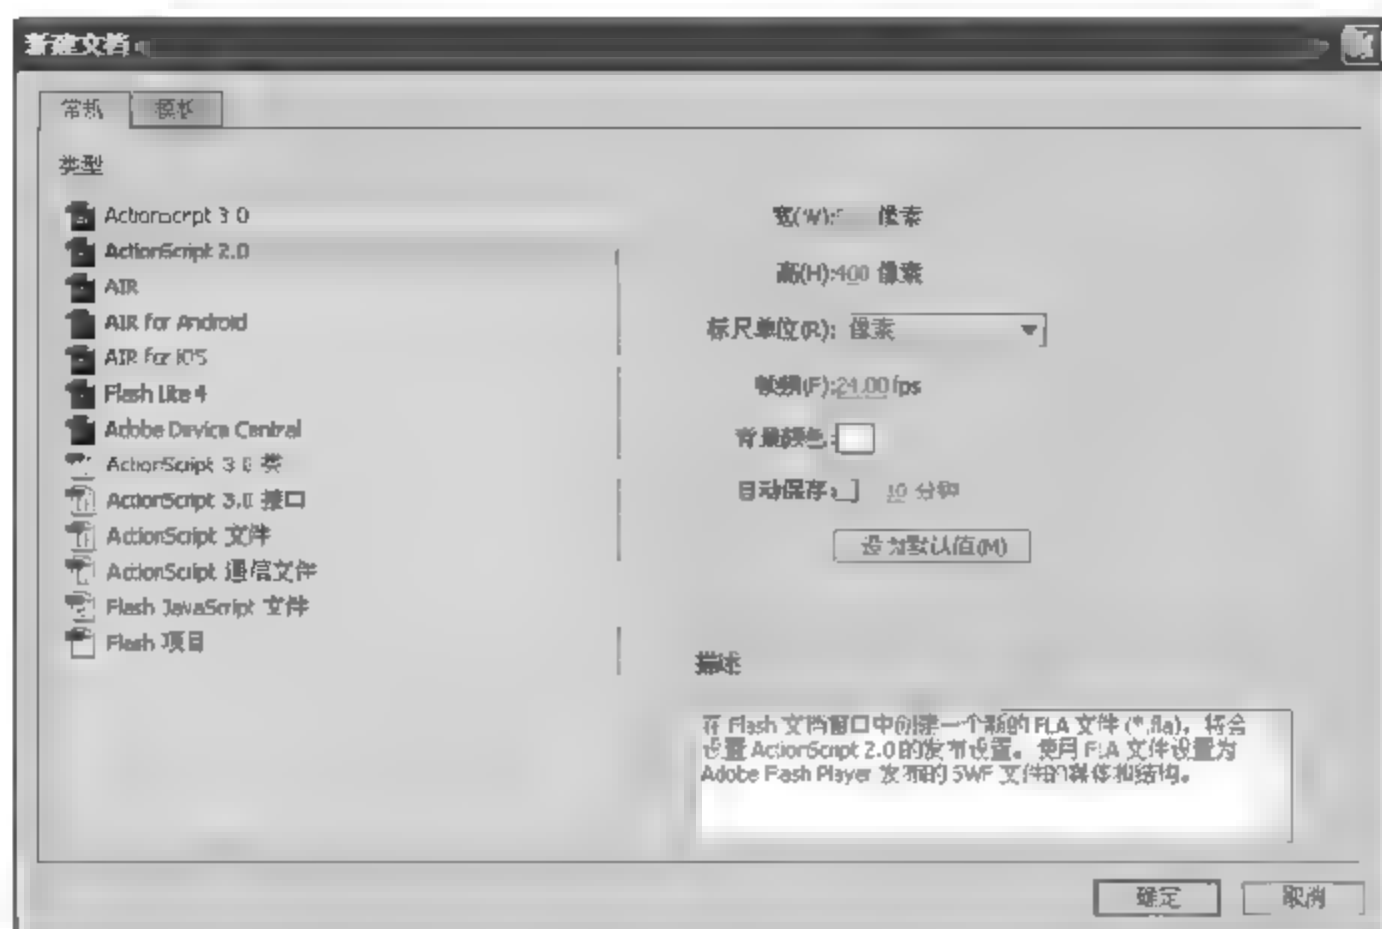 新建文档
常规 模板
类型
ActionScript 3.0
ActionScript 2.0
AIR
AIR for Android
AIR for iOS
Flash Lite 4
Adobe Device Central
ActionScript 3.0 类
ActionScript 3.0 接口
ActionScript 文件
ActionScript 通信文件
Flash JavaScript 文件
Flash 项目
宽(W): 像素
高(H):400 像素
标尺单位(R): 像素
帧频(F):24.00 fps
背景颜色:
自动保存: 10 分钟
设为默认值(M)
描述
在 Flash 文档窗口中创建一个新的 FLA 文件 (*.fla)，将会
设置 ActionScript 2.0 的发布设置。使用 FLA 文件设置为
Adobe Flash Player 发布的 SWF 文件的媒体和结构。
确定 取消